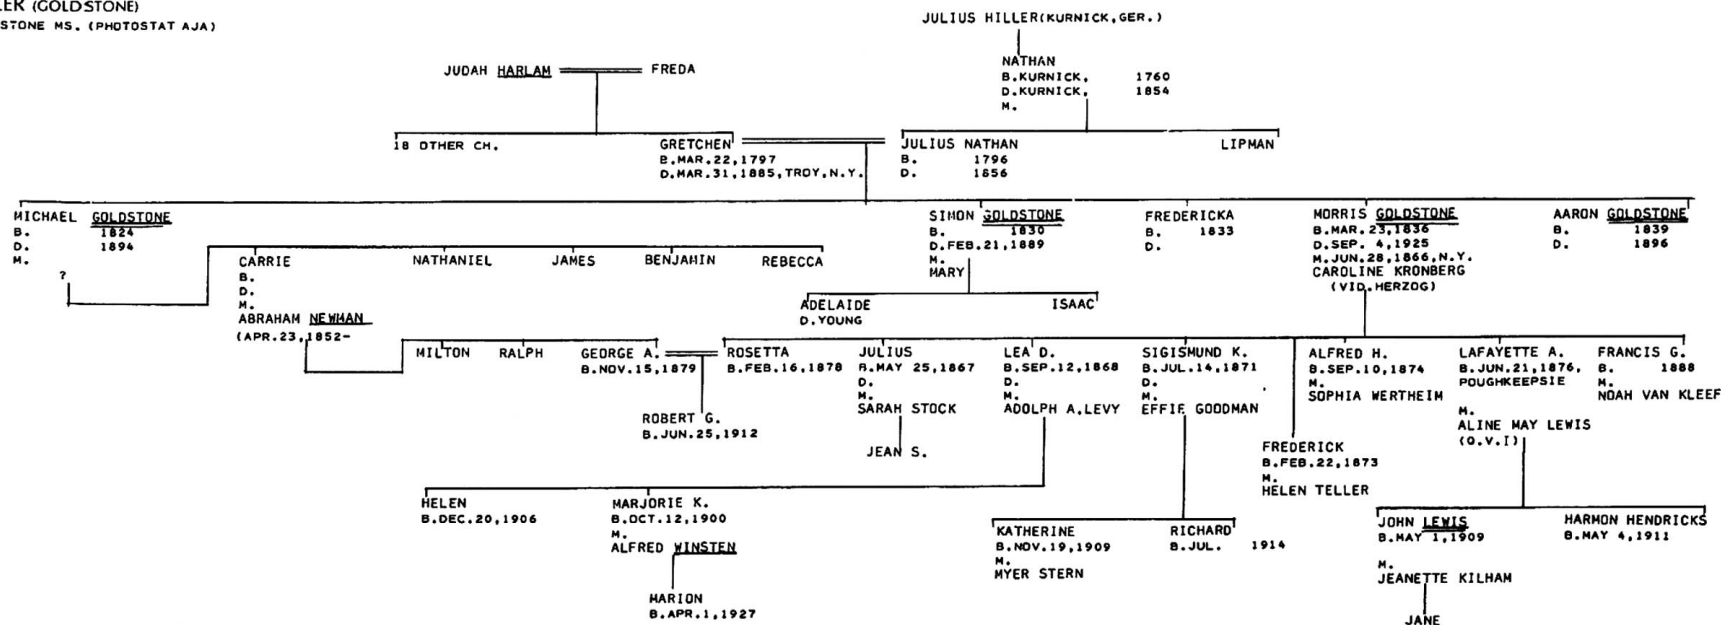 LER (GOLDSTONE)
STONE MS. (PHOTOSTAT AJA)
JULIUS HILLER(KURNICK,GER.)
NATHAN
B.KURNICK, 1760
D.KURNICK, 1854
M.
JUDAH HARLAM
FREDA
18 OTHER CH.
GRETCHEN
B.MAR.22,1797
D.MAR.31,1885,TROY,N.Y.
JULIUS NATHAN
B. 1796
D. 1856
LIPMAN
MICHAEL GOLDSTONE
B. 1824
D. 1894
M.
?
SIMON GOLDSTONE
B. 1830
D.FEB.21,1889
M.
MARY
FREDERICKA
B. 1833
D.
MORRIS GOLDSTONE
B.MAR.23,1836
D.SEP. 4,1925
M.JUN.28,1866,N.Y.
CAROLINE KRONBERG
(VID.HERZOG)
AARON GOLDSTONE
B. 1839
D. 1896
CARRIE
B.
D.
M.
ABRAHAM NEWMAN
(APR.23,1852-
NATHANIEL
JAMES
BENJAMIN
REBECCA
ADELAIDE
D.YOUNG
ISAAC
MILTON
RALPH
GEORGE A.
B.NOV.15,1879
ROSETTA
B.FEB.16,1878
JULIUS
B.MAY 25,1867
D.
M.
SARAH STOCK
LEA D.
B.SEP.12,1868
D.
M.
ADOLPH A.LEVY
SIGISMUND K.
B.JUL.14,1871
D.
M.
EFFIE GOODMAN
ALFRED H.
B.SEP.10,1874
M.
SOPHIA WERTHEIM
LAFAYETTE A.
B.JUN.21,1876,
POUGHKEEPSIE
M.
ALINE MAY LEWIS
(Q.V.I)
FRANCIS G.
B. 1888
M.
NOAH VAN KLEEF
ROBERT G.
B.JUN.25,1912
JEAN S.
FREDERICK
B.FEB.22,1873
M.
HELEN TELLER
HELEN
B.DEC.20,1906
MARJORIE K.
B.OCT.12,1900
M.
ALFRED WINSTEN
KATHERINE
B.NOV.19,1909
M.
MYER STERN
RICHARD
B.JUL. 1914
JOHN LEWIS
B.MAY 1,1909
M.
JEANETTE KILHAM
HARMON HENDRICKS
B.MAY 4,1911
MARION
B.APR.1,1927
JANE